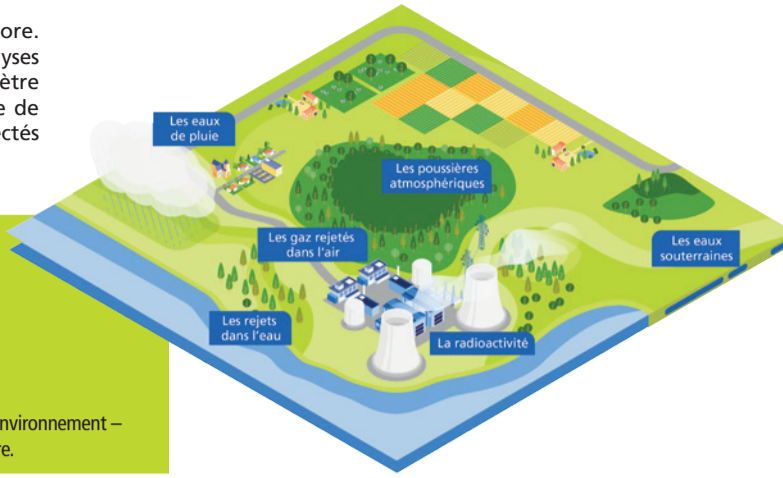 ore.
yses
ètre
e de
ectés
Les eaux
de pluie
Les poussières
atmosphériques
Les gaz rejetés
dans l'air
Les eaux
souterraines
Les rejets
dans l'eau
La radioactivité
nvironnement –
re.